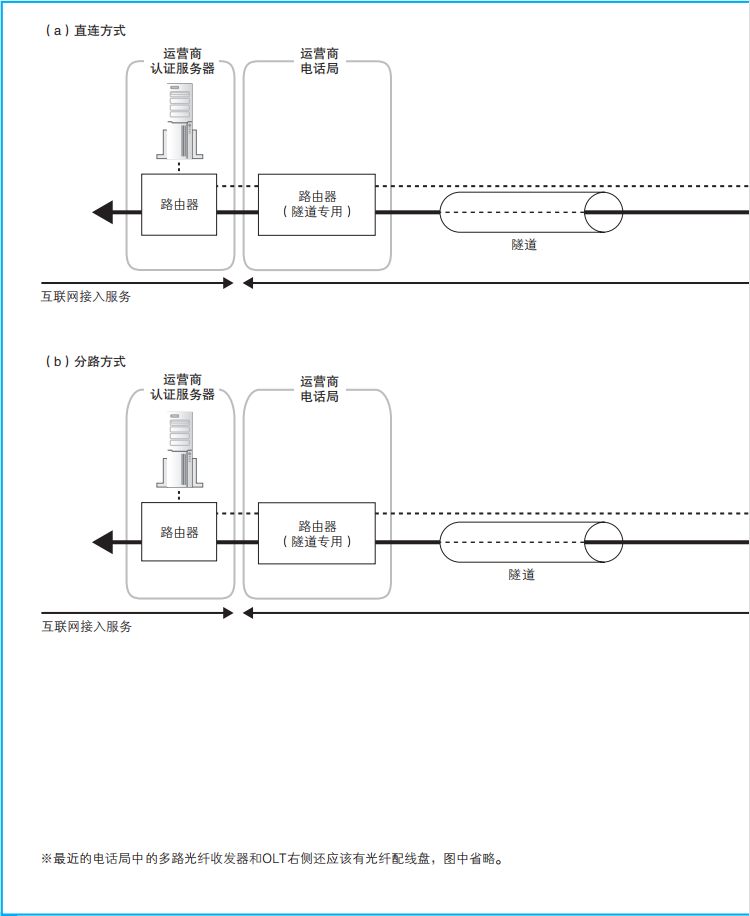 （a）直连方式
运营商
认证服务器
运营商
电话局
路由器
路由器
（隧道专用）
隧道
互联网接入服务
（b）分路方式
运营商
认证服务器
运营商
电话局
路由器
路由器
（隧道专用）
隧道
互联网接入服务
※最近的电话局中的多路光纤收发器和OLT右侧还应该有光纤配线盘，图中省略。